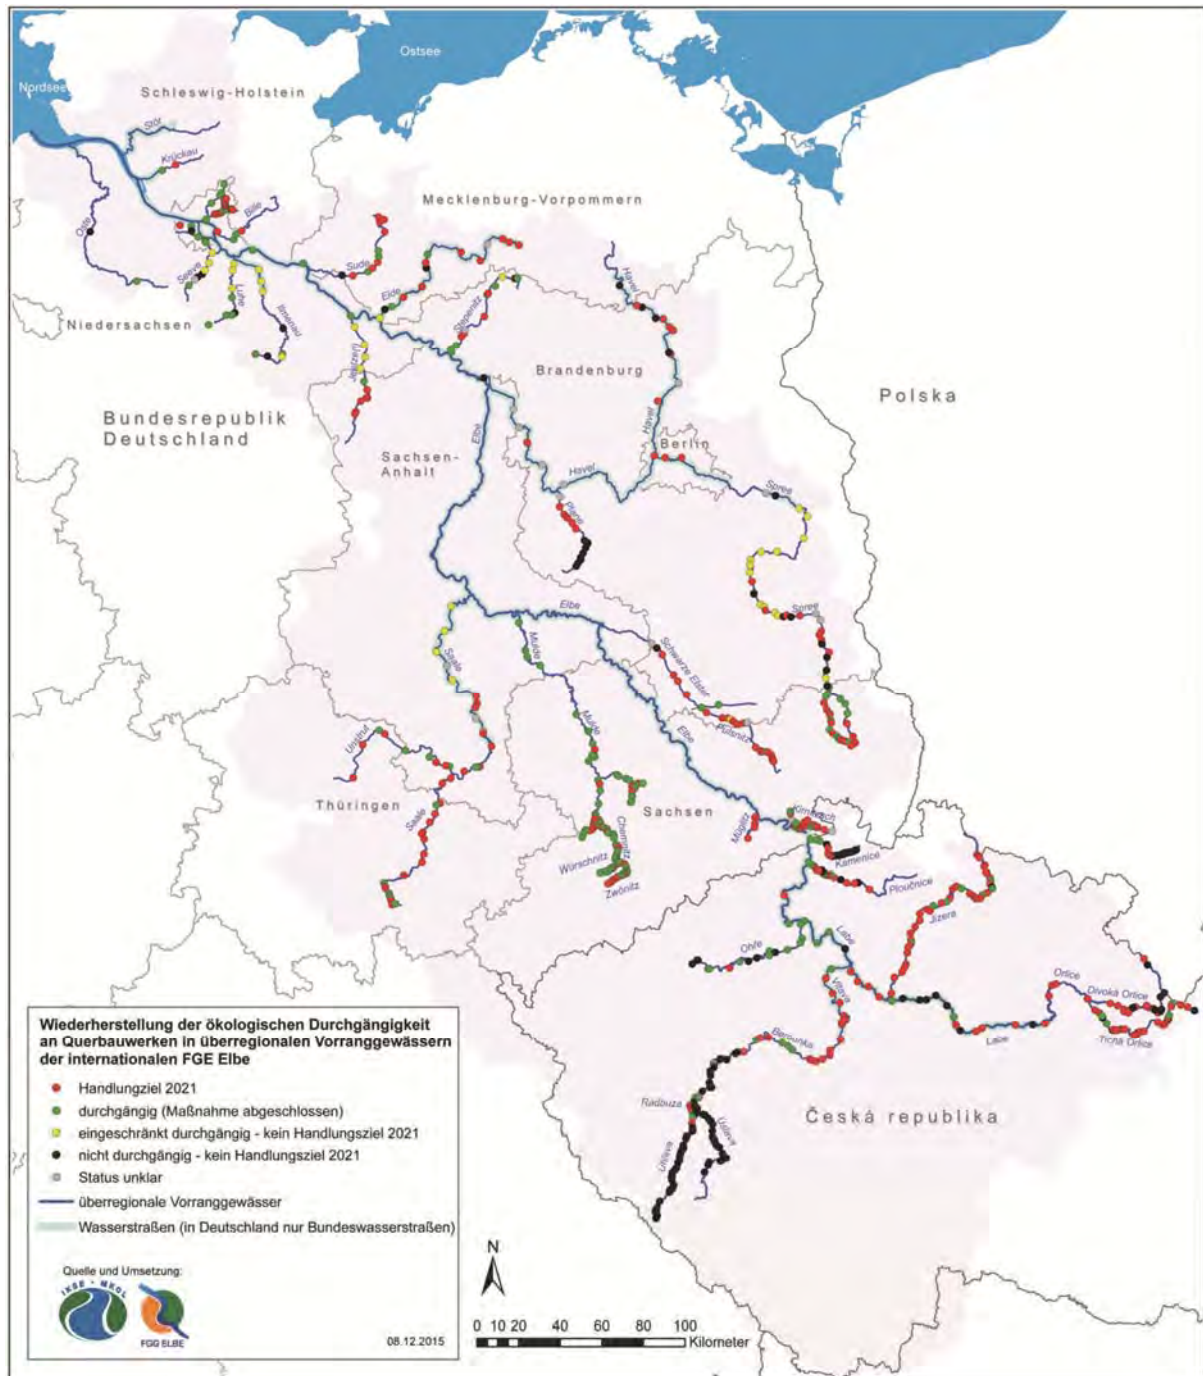 Ostsee
Nordsee
Schleswig-Holstein
Stör
Krückau
Mecklenburg-Vorpommern
Bille
Oste
Sude
Havel
Seeve
Elde
Luhe
Stepenitz
Niedersachsen
Ilmenau
Jeetzel
Brandenburg
Polska
Bundesrepublik
Deutschland
Havel
Elbe
Berlin
Sachsen-
Anhalt
Havel
Spree
Plane
Elbe
Spree
Mulde
Saale
Schwarze Elster
Mulde
Pulsnitz
Elbe
Unstrut
Thüringen
Sachsen
Saale
Kirnitzsch
Müglitz
Chemnitz
Kamenice
Würschnitz
Zwönitz
Ploučnice
Jizera
Labe
Ohře
Orlice
Vltava
Divoká Orlice
Labe
Tichá Orlice
Berounka
Radbuza
Česká republika
Úslava
Úhlava
Wiederherstellung der ökologischen Durchgängigkeit
an Querbauwerken in überregionalen Vorranggewässern
der internationalen FGE Elbe
Handlungziel 2021
durchgängig (Maßnahme abgeschlossen)
eingeschränkt durchgängig - kein Handlungsziel 2021
nicht durchgängig - kein Handlungsziel 2021
Status unklar
überregionale Vorranggewässer
Wasserstraßen (in Deutschland nur Bundeswasserstraßen)
Quelle und Umsetzung:
IKSE - MKOL
FGG ELBE
08.12.2015
N
0 10 20 40 60 80 100
Kilometer